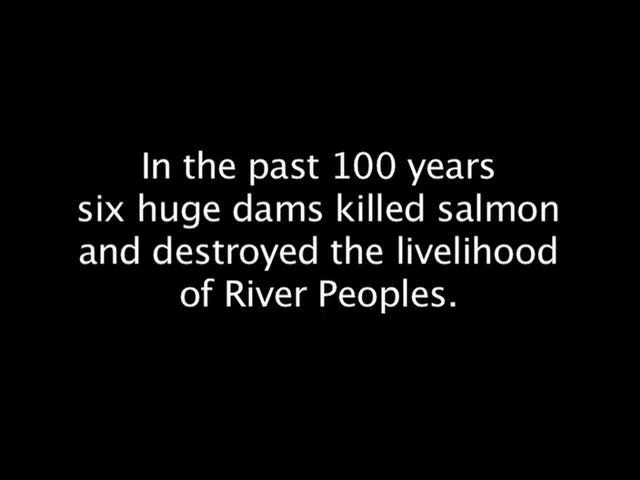 In the past 100 years
six huge dams killed salmon
and destroyed the livelihood
of River Peoples.